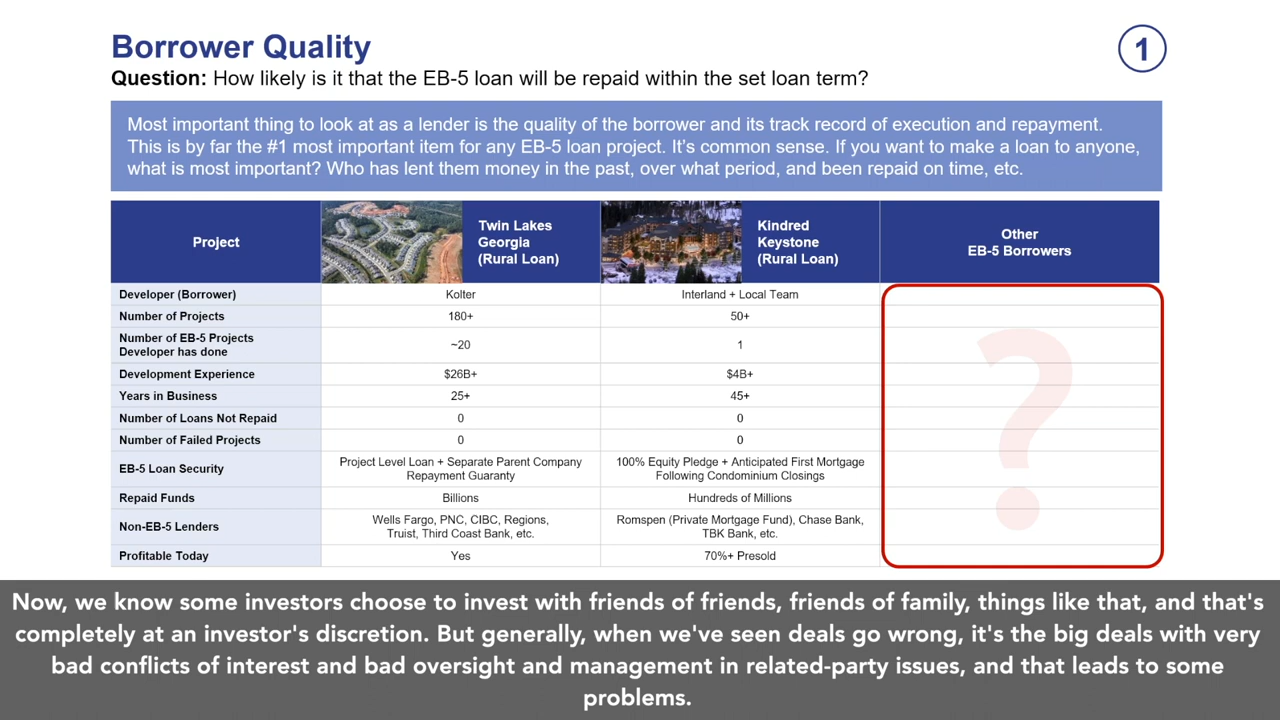 Borrower Quality
1
Question: How likely is it that the EB-5 loan will be repaid within the set loan term?
Most important thing to look at as a lender is the quality of the borrower and its track record of execution and repayment.
This is by far the #1 most important item for any EB-5 loan project. It's common sense. If you want to make a loan to anyone,
what is most important? Who has lent them money in the past, over what period, and been repaid on time, etc.
Project
Twin Lakes
Georgia
(Rural Loan)
Kindred
Keystone
(Rural Loan)
Other
EB-5 Borrowers
Developer (Borrower)
Kolter
Interland + Local Team
Number of Projects
180+
50+
Number of EB-5 Projects
Developer has done
~20
1
Development Experience
$26B+
$4B+
Years in Business
25+
45+
Number of Loans Not Repaid
0
0
Number of Failed Projects
0
0
EB-5 Loan Security
Project Level Loan + Separate Parent Company
Repayment Guaranty
100% Equity Pledge + Anticipated First Mortgage
Following Condominium Closings
Repaid Funds
Billions
Hundreds of Millions
Non-EB-5 Lenders
Wells Fargo, PNC, CIBC, Regions,
Truist, Third Coast Bank, etc.
Romspen (Private Mortgage Fund), Chase Bank,
TBK Bank, etc.
Profitable Today
Yes
70%+ Presold
?
Now, we know some investors choose to invest with friends of friends, friends of family, things like that, and that's
completely at an investor's discretion. But generally, when we've seen deals go wrong, it's the big deals with very
bad conflicts of interest and bad oversight and management in related-party issues, and that leads to some
problems.